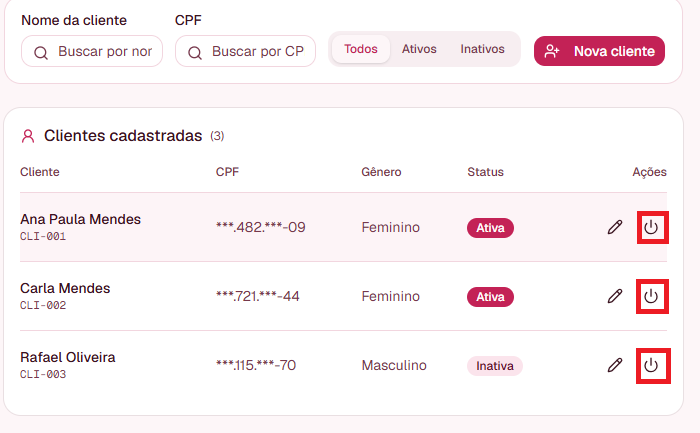 Nome da cliente CPF
Buscar por nor Buscar por CP Todos Ativos Inativos Nova cliente
Clientes cadastradas (3)
Cliente CPF Gênero Status Ações
Ana Paula Mendes ***.482.***-09 Feminino Ativa
CLI-001
Carla Mendes ***.721.***-44 Feminino Ativa
CLI-002
Rafael Oliveira ***.115.***-70 Masculino Inativa
CLI-003